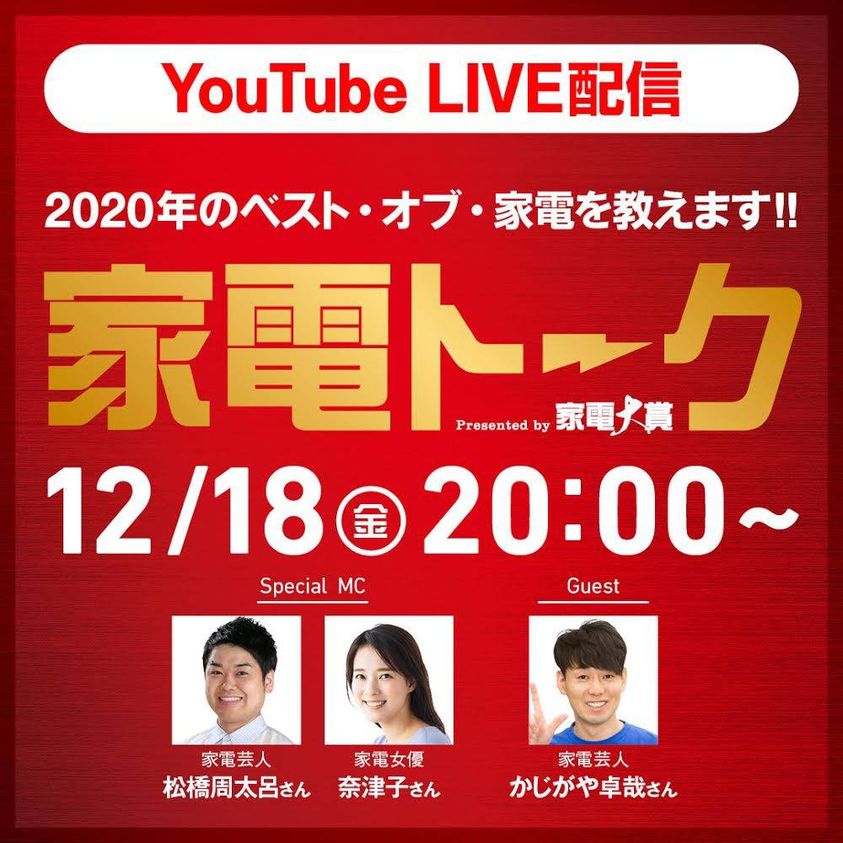 YouTube LIVE配信
2020年のベスト・オブ・家電を教えます!!
家電トーク
Presented by 家電大賞
12/18㊎ 20:00~
Special MC
Guest
家電芸人
松橋周太呂さん
家電女優
奈津子さん
家電芸人
かじがや卓哉さん